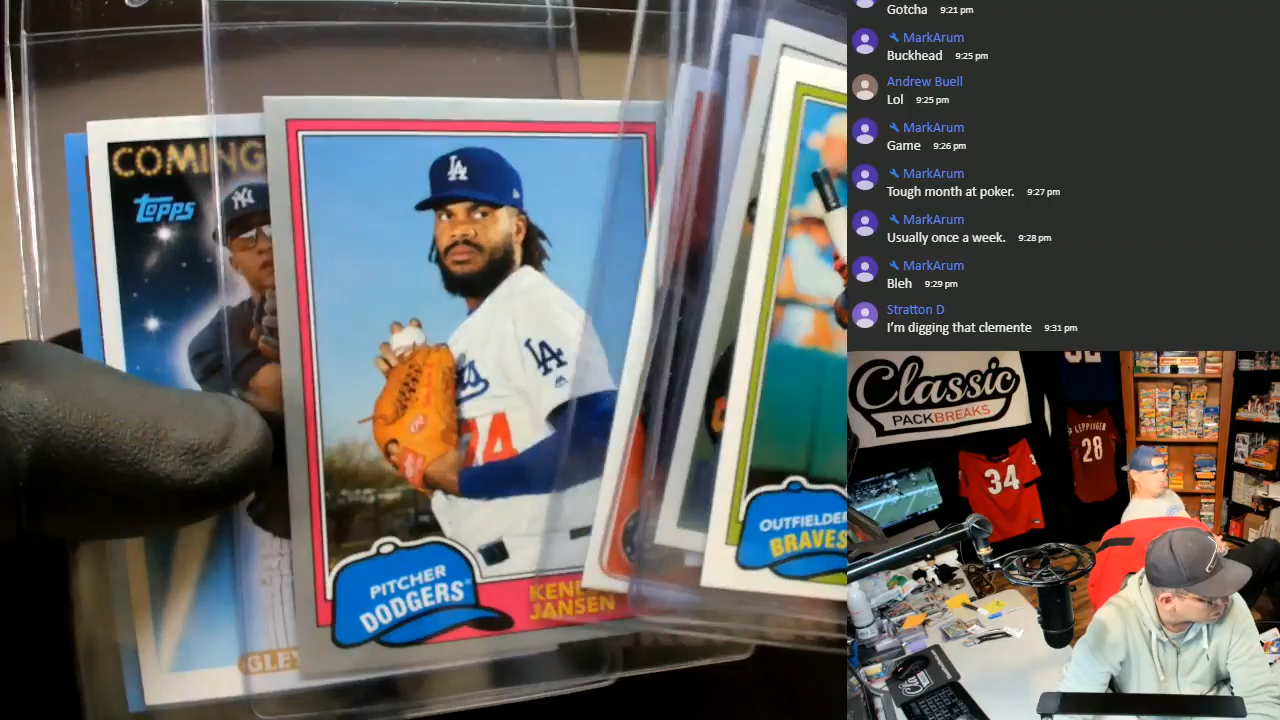 COMING
topps
NY
LA
LA
74
PITCHER
DODGERS
JANSEN
GLEY
OUTFIELDER
BRAVES
Gotcha 9:21 pm
MarkArum
Buckhead 9:25 pm
Andrew Buell
Lol 9:25 pm
MarkArum
Game 9:26 pm
MarkArum
Tough month at poker. 9:27 pm
MarkArum
Usually once a week. 9:28 pm
MarkArum
Bleh 9:29 pm
Stratton D
I'm digging that clemente 9:31 pm
Classic
PACKBREAKS
34
LEPPINGER
28